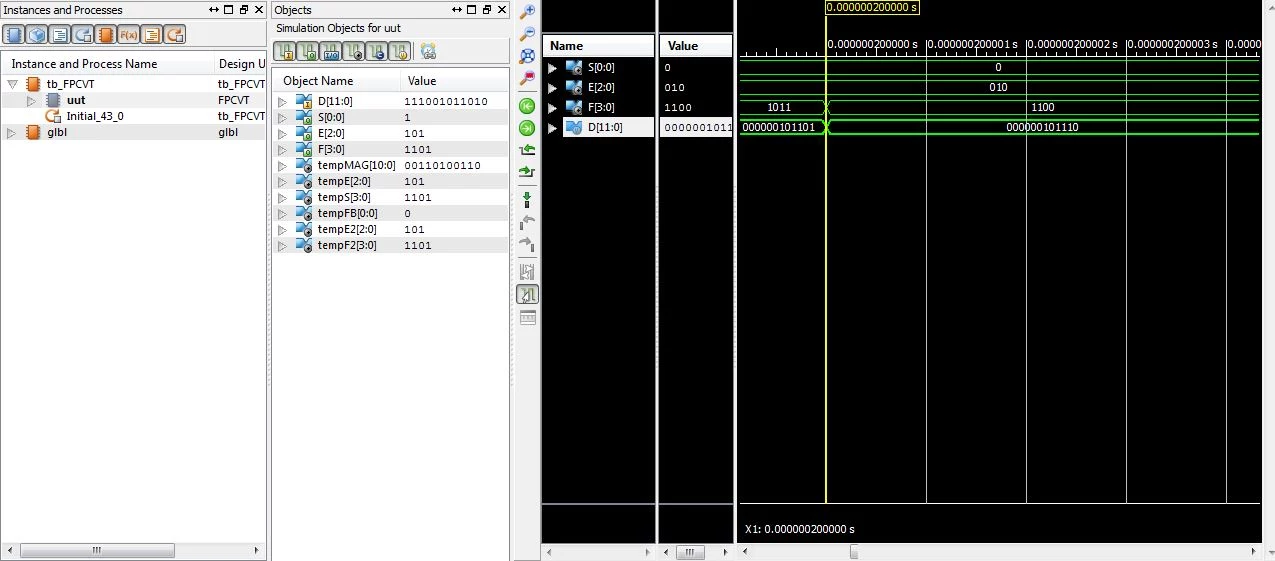 Instances and Processes
Instance and Process Name Design U
tb_FPCVT tb_FPCVT
uut FPCVT
Initial_43_0 tb_FPCVT
glbl glbl
Objects
Simulation Objects for uut
Object Name Value
D[11:0] 111001011010
S[0:0] 1
E[2:0] 101
F[3:0] 1101
tempMAG[10:0] 00110100110
tempE[2:0] 101
tempS[3:0] 1101
tempFB[0:0] 0
tempE2[2:0] 101
tempF2[3:0] 1101
Name Value
S[0:0] 0
E[2:0] 010
F[3:0] 1100
D[11:0] 0000001011
0.000000200000 s
0.000000200000 s 0.000000200001 s 0.000000200002 s 0.000000200003 s 0.0000
0
010
1011 1100
000000101101 000000101110
X1: 0.000000200000 s